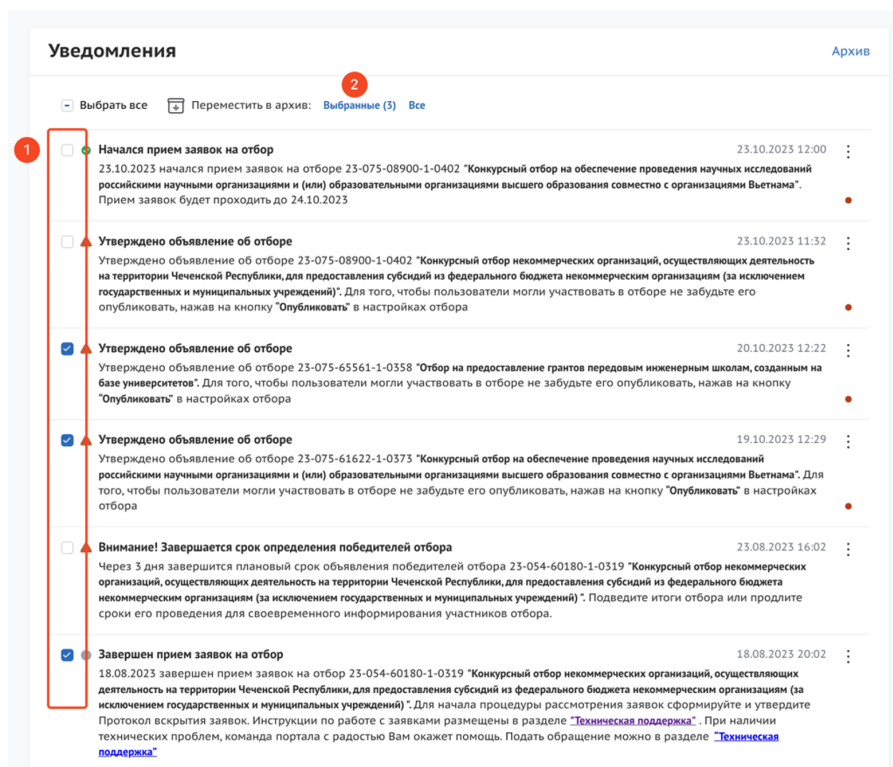 Уведомления
Архив
2
Выбрать все Переместить в архив: Выбранные (3) Все
1
Начался прием заявок на отбор 23.10.2023 12:00
23.10.2023 начался прием заявок на отборе 23-075-08900-1-0402 "Конкурсный отбор на обеспечение проведения научных исследований
российскими научными организациями и (или) образовательными организациями высшего образования совместно с организациями Вьетнама".
Прием заявок будет проходить до 24.10.2023
Утверждено объявление об отборе 23.10.2023 11:32
Утверждено объявление об отборе 23-075-08900-1-0402 "Конкурсный отбор некоммерческих организаций, осуществляющих деятельность
на территории Чеченской Республики, для предоставления субсидий из федерального бюджета некоммерческим организациям (за исключением
государственных и муниципальных учреждений)". Для того, чтобы пользователи могли участвовать в отборе не забудьте его
опубликовать, нажав на кнопку "Опубликовать" в настройках отбора
Утверждено объявление об отборе 20.10.2023 12:22
Утверждено объявление об отборе 23-075-65561-1-0358 "Отбор на предоставление грантов передовым инженерным школам, созданным на
базе университетов". Для того, чтобы пользователи могли участвовать в отборе не забудьте его опубликовать, нажав на кнопку
"Опубликовать" в настройках отбора
Утверждено объявление об отборе 19.10.2023 12:29
Утверждено объявление об отборе 23-075-61622-1-0373 "Конкурсный отбор на обеспечение проведения научных исследований
российскими научными организациями и (или) образовательными организациями высшего образования совместно с организациями Вьетнама". Для
того, чтобы пользователи могли участвовать в отборе не забудьте его опубликовать, нажав на кнопку "Опубликовать" в настройках
отбора
Внимание! Завершается срок определения победителей отбора 23.08.2023 16:02
Через 3 дня завершится плановый срок объявления победителей отбора 23-054-60180-1-0319 "Конкурсный отбор некоммерческих
организаций, осуществляющих деятельность на территории Чеченской Республики, для предоставления субсидий из федерального бюджета
некоммерческим организациям (за исключением государственных и муниципальных учреждений) ". Подведите итоги отбора или продлите
сроки его проведения для своевременного информирования участников отбора.
Завершен прием заявок на отбор 18.08.2023 20:02
18.08.2023 завершен прием заявок на отбор 23-054-60180-1-0319 "Конкурсный отбор некоммерческих организаций, осуществляющих
деятельность на территории Чеченской Республики, для предоставления субсидий из федерального бюджета некоммерческим организациям (за
исключением государственных и муниципальных учреждений) ". Для начала процедуры рассмотрения заявок сформируйте и утвердите
Протокол вскрытия заявок. Инструкции по работе с заявками размещены в разделе "Техническая поддержка" . При наличии
технических проблем, команда портала с радостью Вам окажет помощь. Подать обращение можно в разделе "Техническая
поддержка"